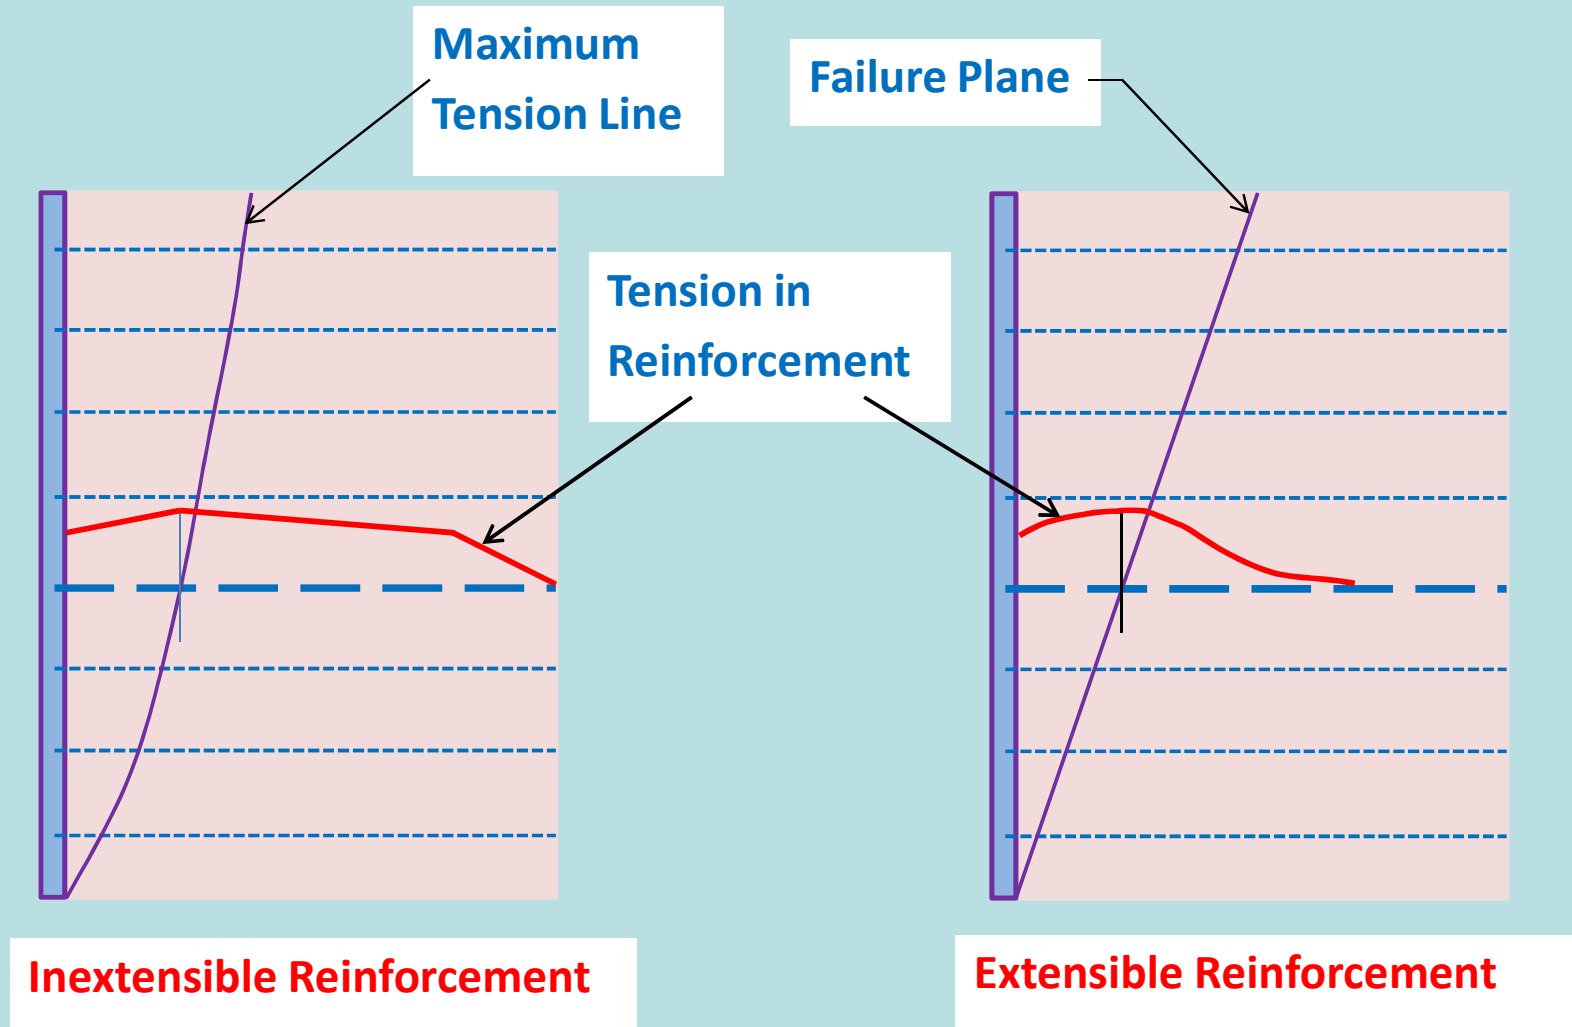 Maximum
Tension Line
Failure Plane
Tension in
Reinforcement
Inextensible Reinforcement
Extensible Reinforcement